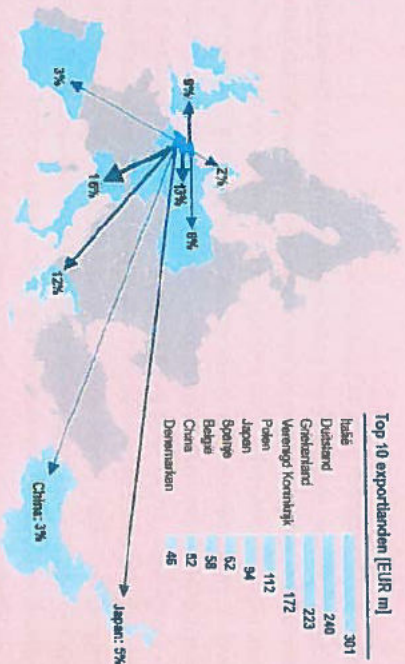 Top 10 exportlanden [EUR m]
Italië 301
Duitsland 240
Griekenland 223
Verenigd Koninkrijk 172
Polen 112
Japan 94
Spanje 62
België 58
China 52
Denemarken 46
2%
9%
6%
13%
3%
16%
12%
Japan: 5%
China: 3%